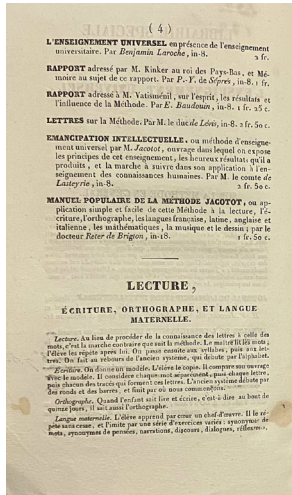 ( 4 )
L'ENSEIGNEMENT UNIVERSEL en présence de l'enseignement
universitaire. Par Benjamin Laroche, in-8. 2 fr.
RAPPORT adressé par M. Kinker au roi des Pays-Bas, et Mé-
moire au sujet de ce rapport. Par P.-Y. de Séprès, in-8. 1 fr.
RAPPORT adressé à M. Vatisménil, sur l'esprit, les résultats et
l'influence de la Méthode. Par E. Baudouin, in-8. 1 fr. 25 c.
LETTRES sur la Méthode. Par M. le duc de Lévis, in-8. 2 fr. 50 c.
EMANCIPATION INTELLECTUELLE, ou méthode d'enseigne-
ment universel par M. Jacotot, ouvrage dans lequel on expose
les principes de cet enseignement, les heureux résultats qu'il a
produits, et la marche à suivre dans son application à l'en-
seignement des connaissances humaines. Par M. le comte de
Lasteyrie, in-8. 2 fr. 50 c.
MANUEL POPULAIRE DE LA MÉTHODE JACOTOT, ou ap-
plication simple et facile de cette Méthode à la lecture, l'é-
criture, l'orthographe, les langues française, latine, anglaise et
italienne, les mathématiques, la musique et le dessin; par le
docteur Reter de Brigton, in-18. 1 fr. 50 c.
LECTURE,
ÉCRITURE, ORTHOGRAPHE, ET LANGUE
MATERNELLE.
Lecture. Au lieu de procéder de la connaissance des lettres à celle des
mots, c'est la marche contraire que suit la méthode. Le maître lit les mots;
l'élève les répète après lui. On passe ensuite aux syllabes, puis aux let-
tres. On fait au rebours de l'ancien système, qui débute par l'alphabet.
Écriture. On donne un modèle. L'élève le copie. Il compare son ouvrage
avec le modèle. Il considère chaque mot séparément, puis chaque lettre,
puis chacun des traits qui forment ces lettres. L'ancien système débute par
des ronds et des barres, et finit par où nous commençons.
Orthographe. Quand l'enfant sait lire et écrire, c'est-à-dire au bout de
quinze jours, il sait aussi l'orthographe.
Langue maternelle. L'élève apprend par cœur un chef-d'œuvre. Il le ré-
pète sans cesse, et l'imite par une série d'exercices variés: synonymes de
mots, synonymes de pensées, narrations, discours, dialogues, réflexions,